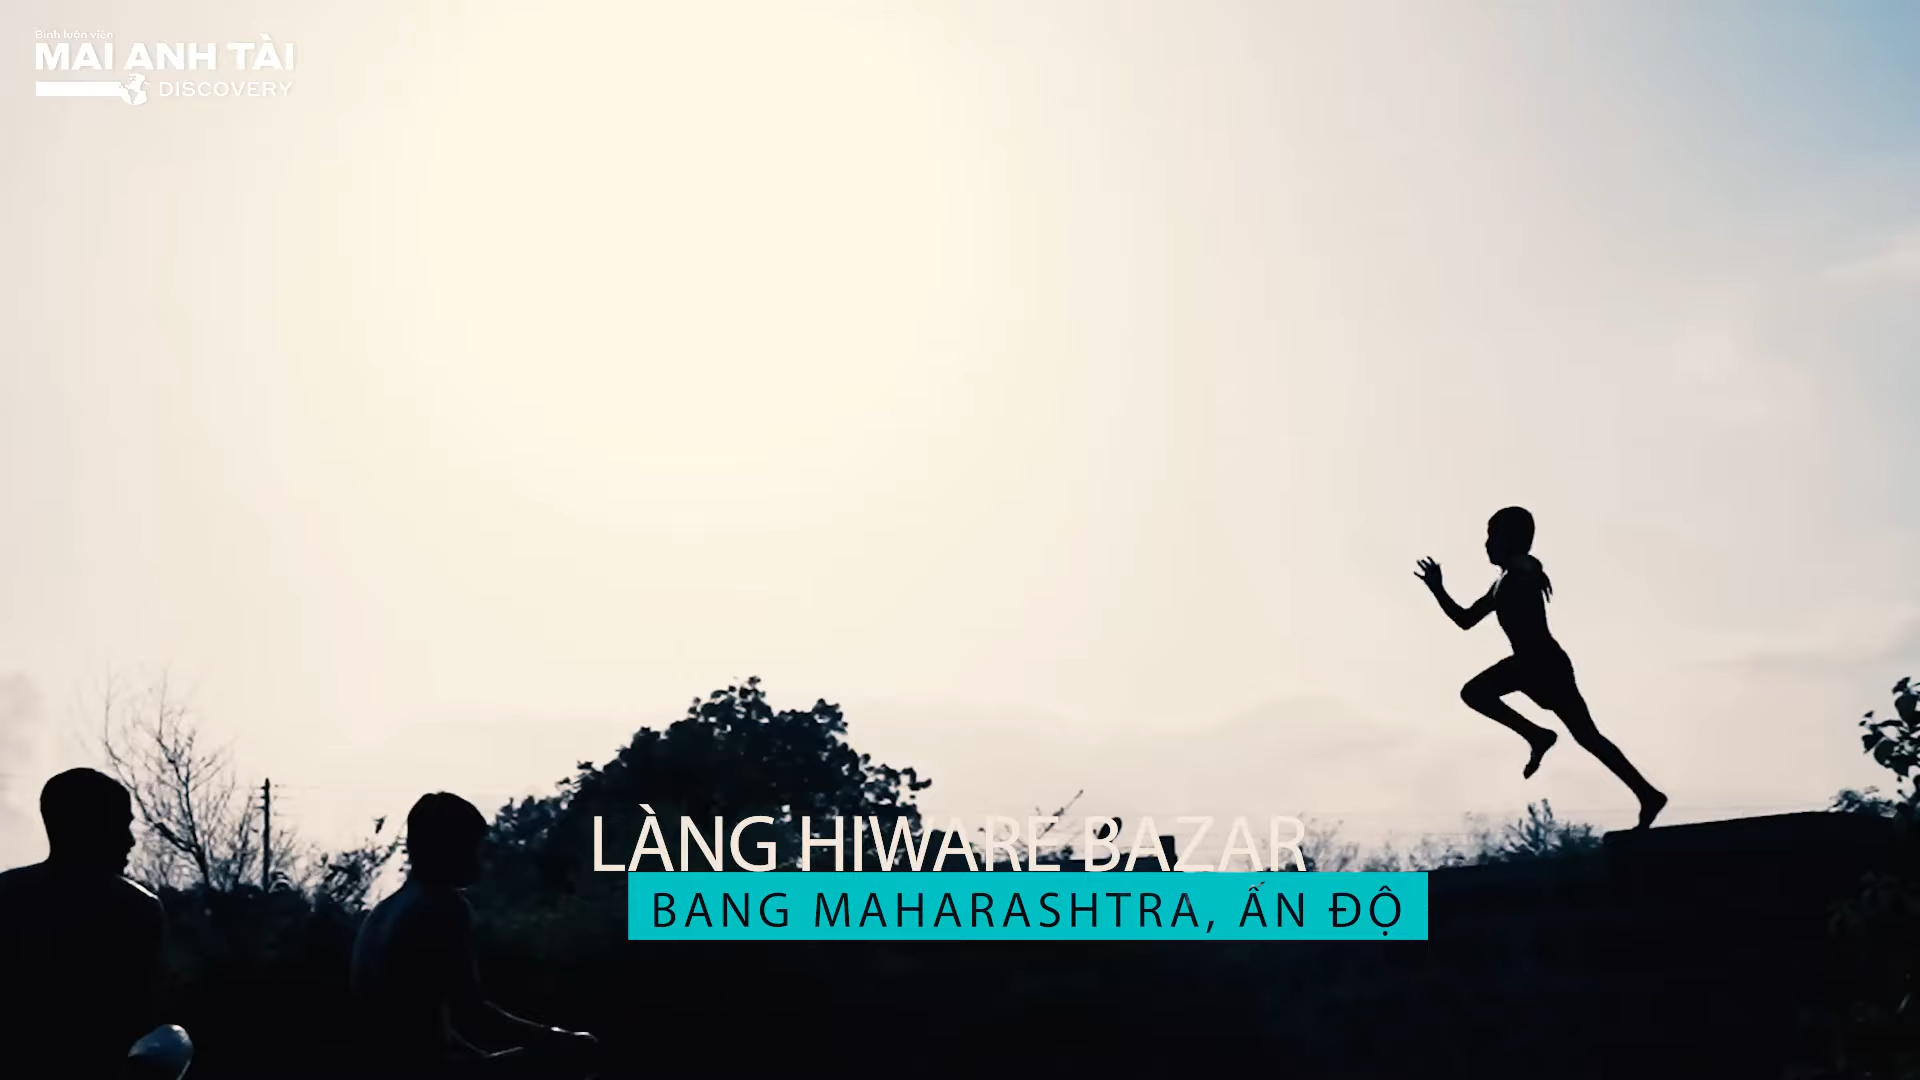 Bình luận viên
MAI ANH TÀI
DISCOVERY
LÀNG HIWARE BAZAR
BANG MAHARASHTRA, ẤN ĐỘ